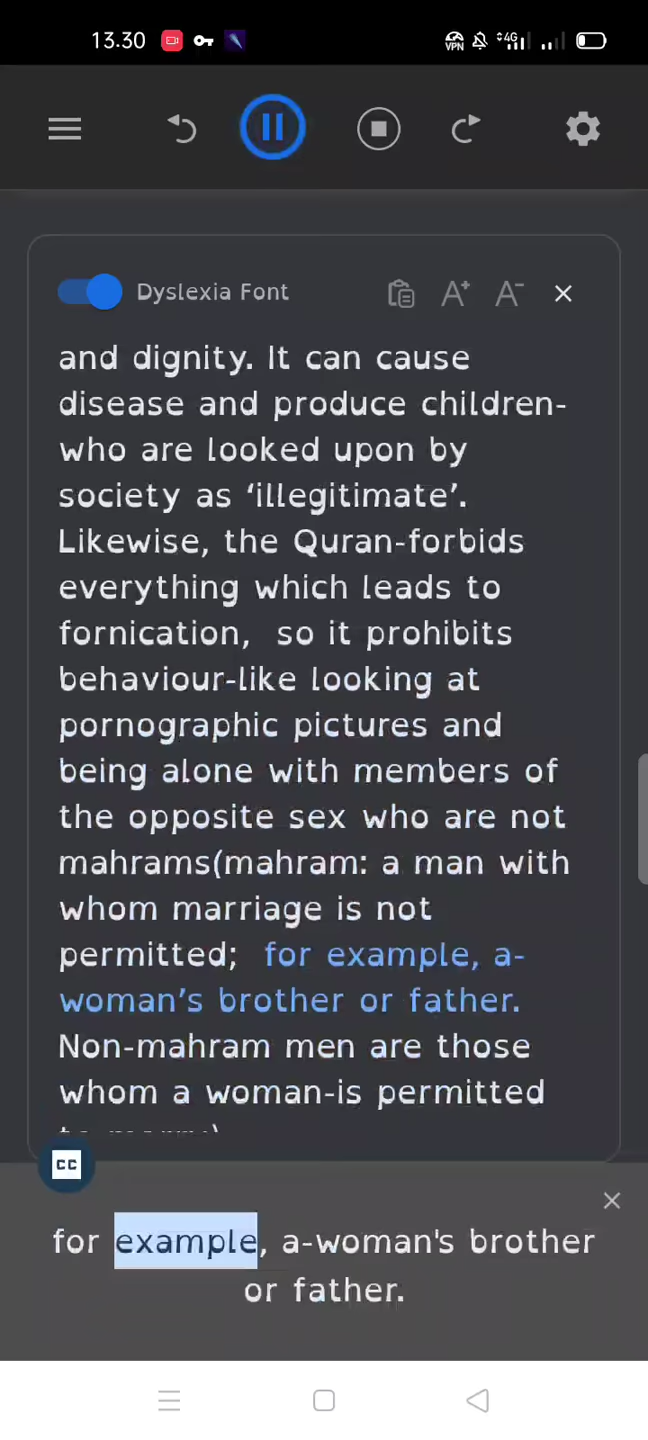 13.30
VPN 4G
Dyslexia Font A+ A-
and dignity. It can cause
disease and produce children-
who are looked upon by
society as ‘illegitimate’.
Likewise, the Quran-forbids
everything which leads to
fornication,  so it prohibits
behaviour-like looking at
pornographic pictures and
being alone with members of
the opposite sex who are not
mahrams(mahram: a man with
whom marriage is not
permitted;  for example, a-
woman’s brother or father.
Non-mahram men are those
whom a woman-is permitted
to marry)
CC
for example, a-woman's brother
or father.